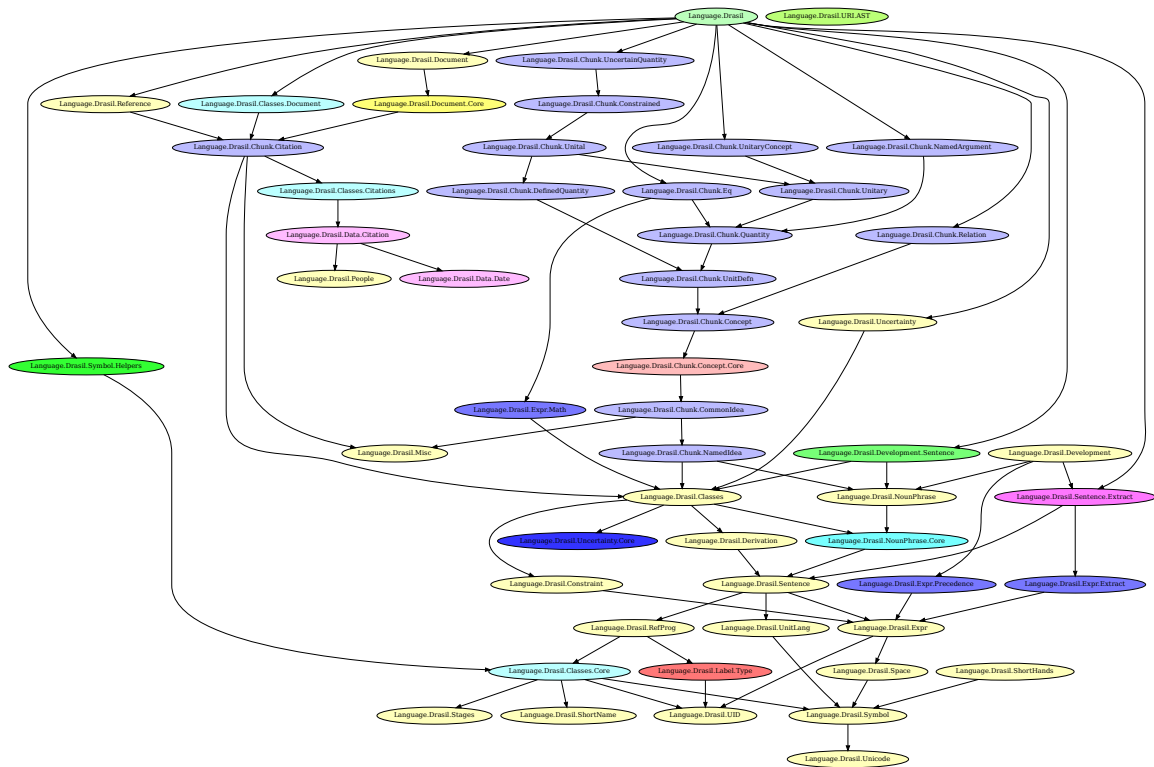 Language.Drasil
Language.Drasil.URI.AST
Language.Drasil.Document
Language.Drasil.Chunk.UncertainQuantity
Language.Drasil.Reference
Language.Drasil.Classes.Document
Language.Drasil.Document.Core
Language.Drasil.Chunk.Constrained
Language.Drasil.Chunk.Citation
Language.Drasil.Chunk.Unital
Language.Drasil.Chunk.UnitaryConcept
Language.Drasil.Chunk.NamedArgument
Language.Drasil.Classes.Citations
Language.Drasil.Chunk.DefinedQuantity
Language.Drasil.Chunk.Eq
Language.Drasil.Chunk.Unitary
Language.Drasil.Data.Citation
Language.Drasil.Chunk.Quantity
Language.Drasil.Chunk.Relation
Language.Drasil.People
Language.Drasil.Data.Date
Language.Drasil.Chunk.UnitDefn
Language.Drasil.Chunk.Concept
Language.Drasil.Uncertainty
Language.Drasil.Symbol.Helpers
Language.Drasil.Chunk.Concept.Core
Language.Drasil.Expr.Math
Language.Drasil.Chunk.CommonIdea
Language.Drasil.Misc
Language.Drasil.Chunk.NamedIdea
Language.Drasil.Development.Sentence
Language.Drasil.Development
Language.Drasil.Classes
Language.Drasil.NounPhrase
Language.Drasil.Sentence.Extract
Language.Drasil.Uncertainty.Core
Language.Drasil.Derivation
Language.Drasil.NounPhrase.Core
Language.Drasil.Constraint
Language.Drasil.Sentence
Language.Drasil.Expr.Precedence
Language.Drasil.Expr.Extract
Language.Drasil.RefProg
Language.Drasil.UnitLang
Language.Drasil.Expr
Language.Drasil.Classes.Core
Language.Drasil.Label.Type
Language.Drasil.Space
Language.Drasil.ShortHands
Language.Drasil.Stages
Language.Drasil.ShortName
Language.Drasil.UID
Language.Drasil.Symbol
Language.Drasil.Unicode